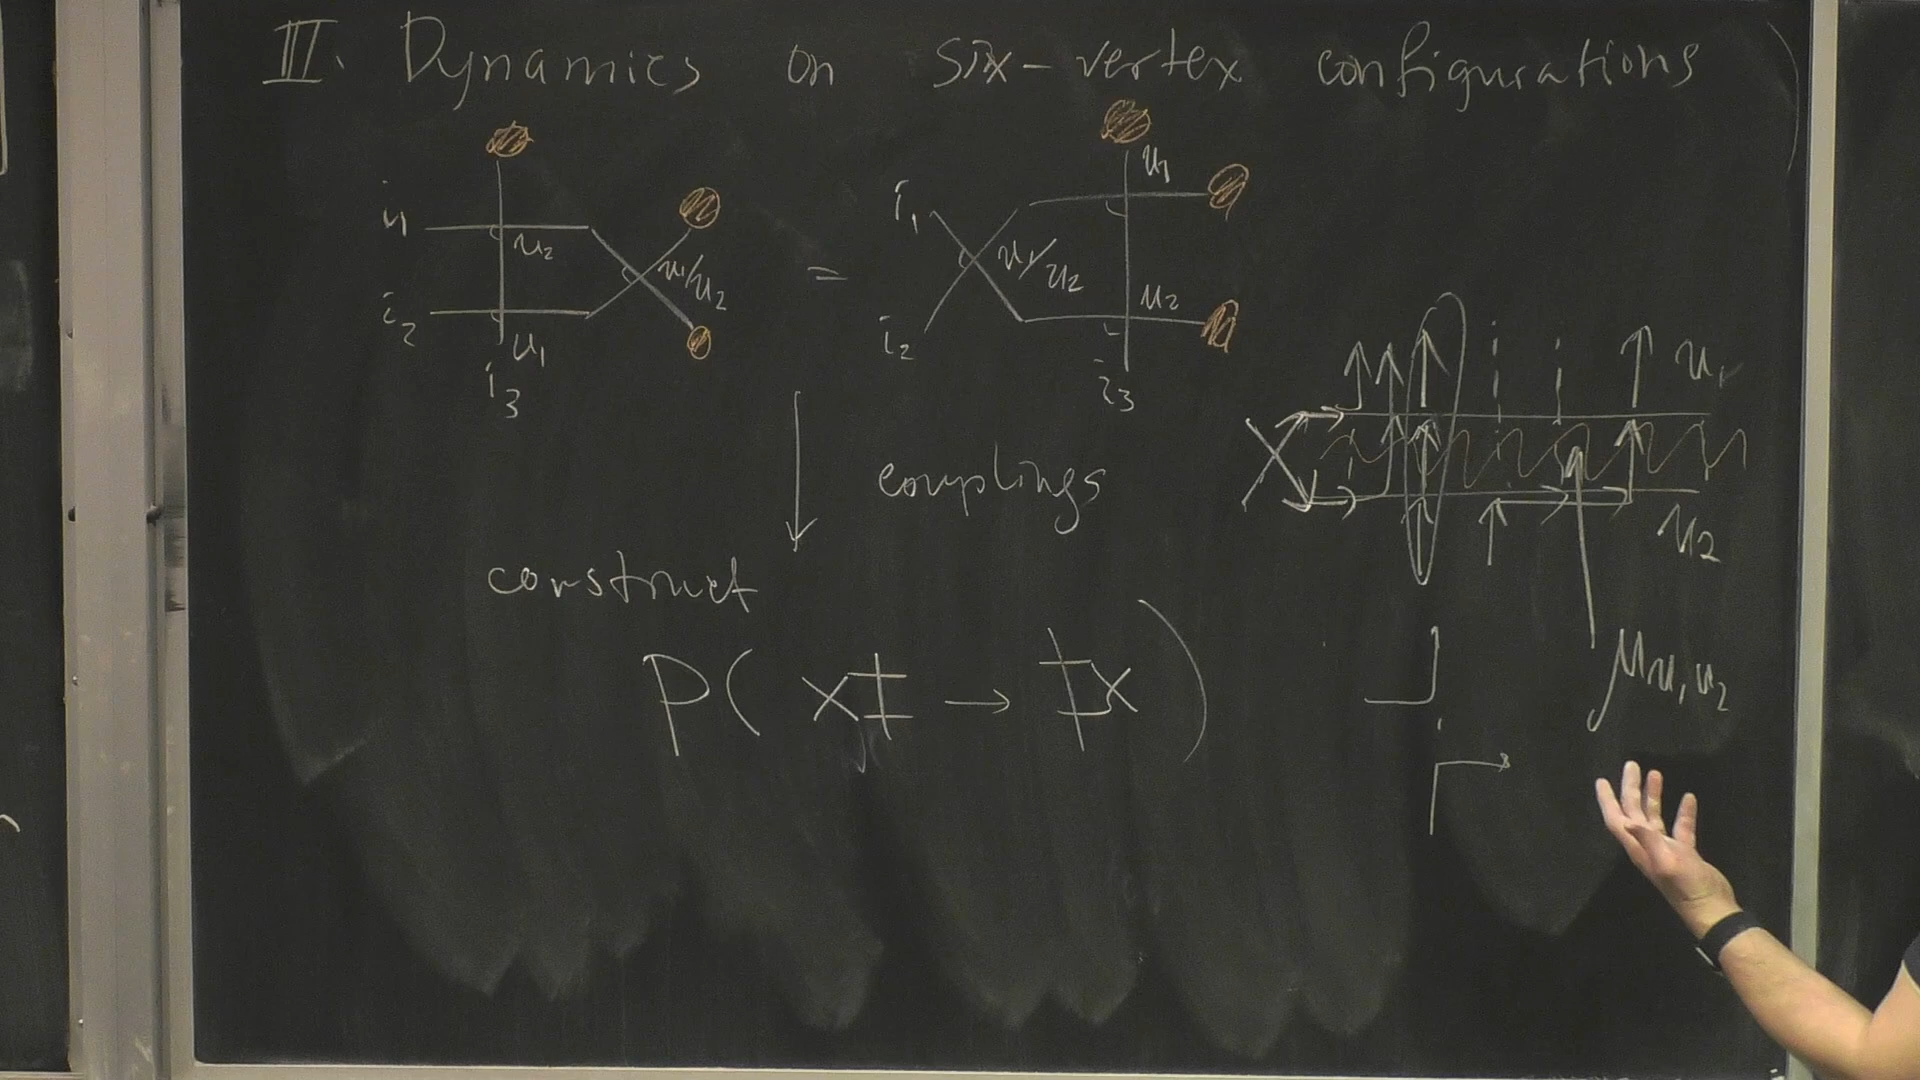 III. Dynamics on six-vertex configurations
i₁ u₂ u₁/u₂ = i₁ u₁/u₂ u₁
i₂ u₁ i₂ u₂
i₃ i₃
u₁
u₂
couplings
construct
P( → )
μ u₁,u₂